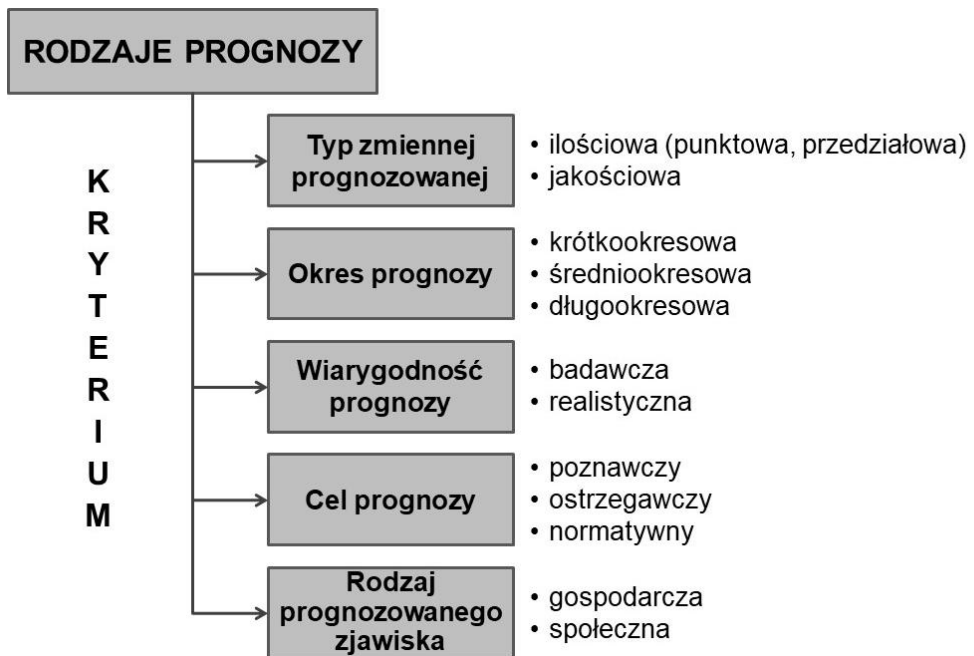 RODZAJE PROGNOZY
KRYTERIUM
Typ zmiennej
prognozowanej
• ilościowa (punktowa, przedziałowa)
• jakościowa
Okres prognozy
• krótkookresowa
• średniookresowa
• długookresowa
Wiarygodność
prognozy
• badawcza
• realistyczna
Cel prognozy
• poznawczy
• ostrzegawczy
• normatywny
Rodzaj
prognozowanego
zjawiska
• gospodarcza
• społeczna